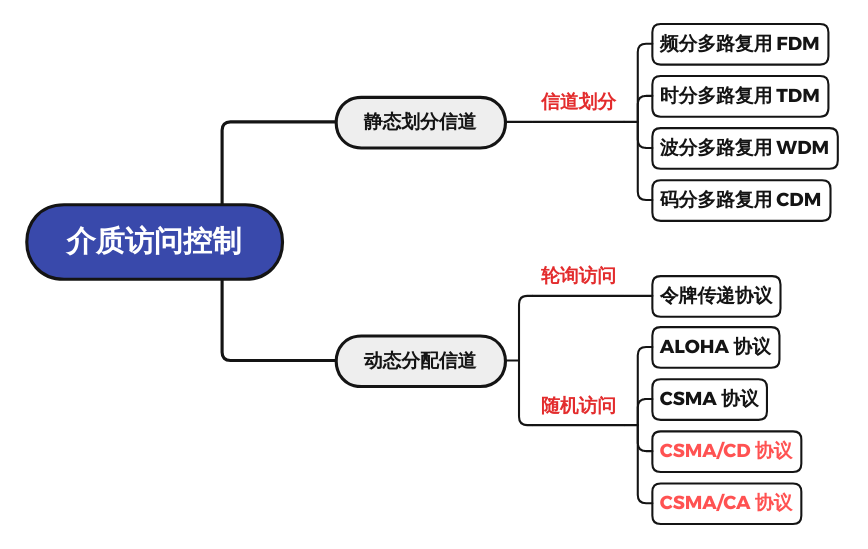 介质访问控制
静态划分信道
信道划分
频分多路复用 FDM
时分多路复用 TDM
波分多路复用 WDM
码分多路复用 CDM
动态分配信道
轮询访问
令牌传递协议
随机访问
ALOHA 协议
CSMA 协议
CSMA/CD 协议
CSMA/CA 协议